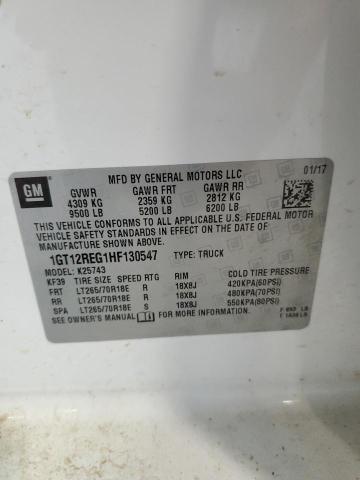 GM
MFD BY GENERAL MOTORS LLC 01/17
GVWR GAWR FRT GAWR RR
4309 KG 2359 KG 2812 KG
9500 LB 5200 LB 6200 LB
THIS VEHICLE CONFORMS TO ALL APPLICABLE U.S. FEDERAL MOTOR
VEHICLE SAFETY STANDARDS IN EFFECT ON THE DATE OF
MANUFACTURE SHOWN ABOVE.
1GT12REG1HF130547 TYPE: TRUCK
MODEL: K25743
KF39 TIRE SIZE SPEED RTG RIM COLD TIRE PRESSURE
FRT LT265/70R18E R 18X8J 420KPA(60PSI)
RR LT265/70R18E R 18X8J 480KPA(70PSI)
SPA LT265/70R18E S 18X8J 550KPA(80PSI)
SEE OWNER'S MANUAL FOR MORE INFORMATION.